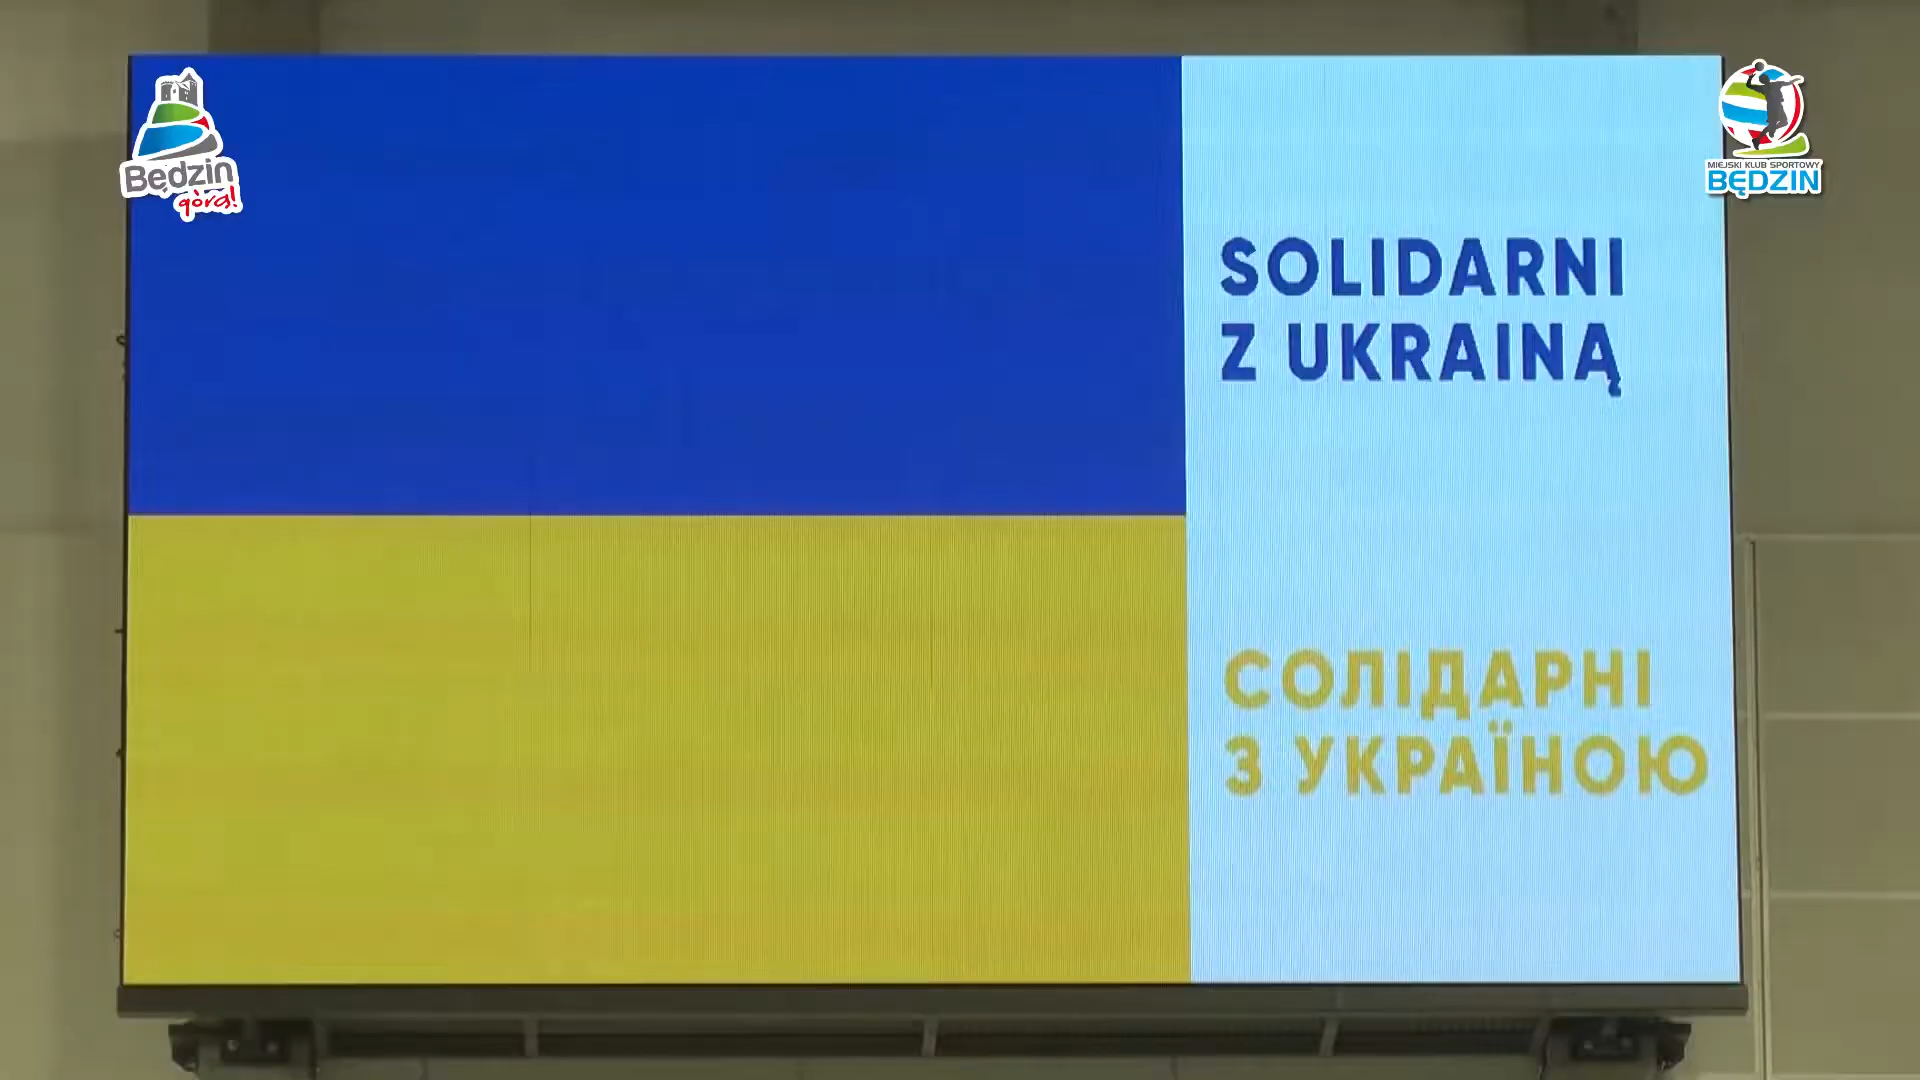 Będzin
góra!
MIEJSKI KLUB SPORTOWY
BĘDZIN
SOLIDARNI
Z UKRAINĄ
СОЛІДАРНІ
З УКРАЇНОЮ